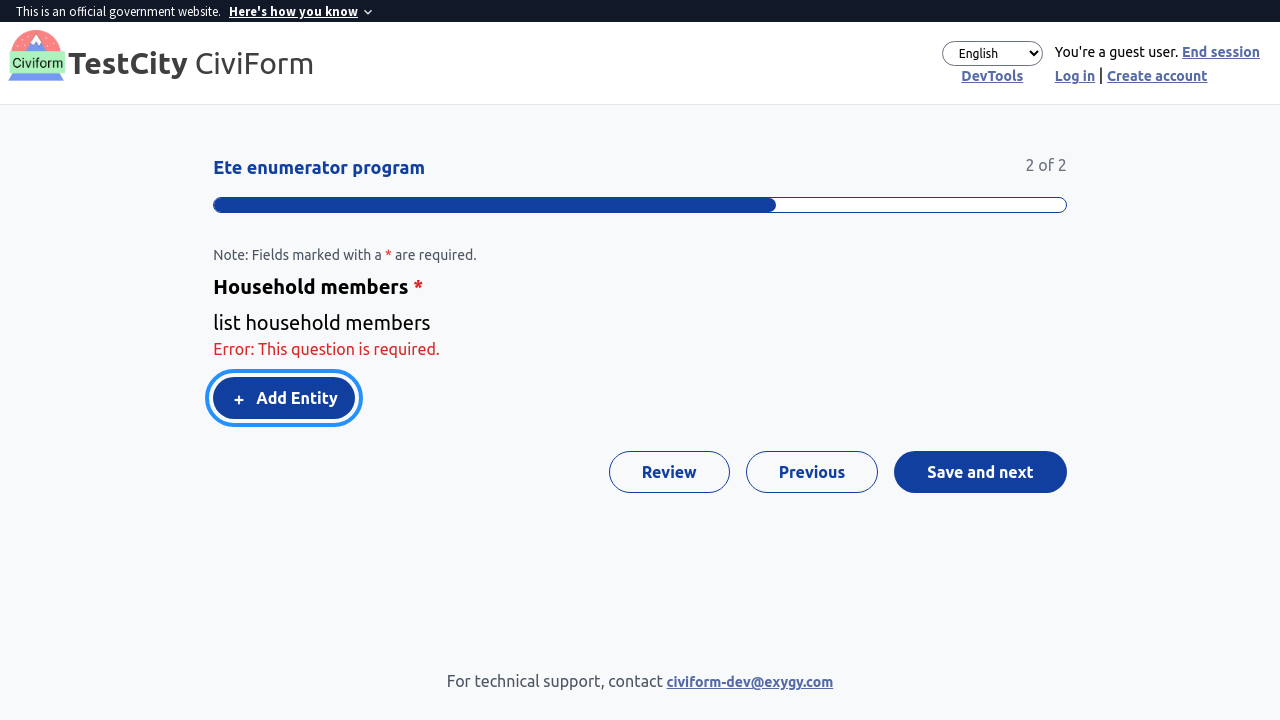 This is an official government website. Here's how you know
Civiform
TestCity CiviForm
English
You're a guest user. End session
DevTools
Log in | Create account
Ete enumerator program
2 of 2
Note: Fields marked with a * are required.
Household members *
list household members
Error: This question is required.
+ Add Entity
Review
Previous
Save and next
For technical support, contact civiform-dev@exygy.com